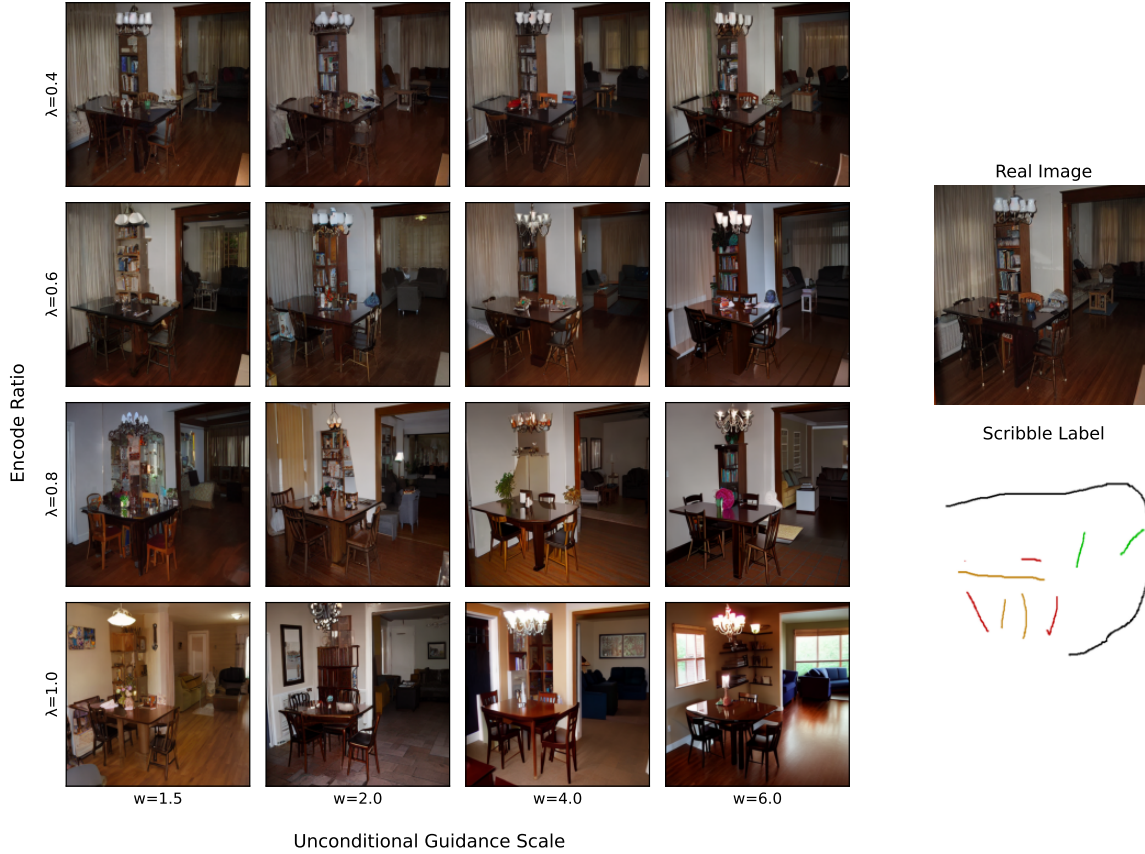 λ=0.4
λ=0.6
λ=0.8
λ=1.0
Encode Ratio
w=1.5
w=2.0
w=4.0
w=6.0
Unconditional Guidance Scale
Real Image
Scribble Label